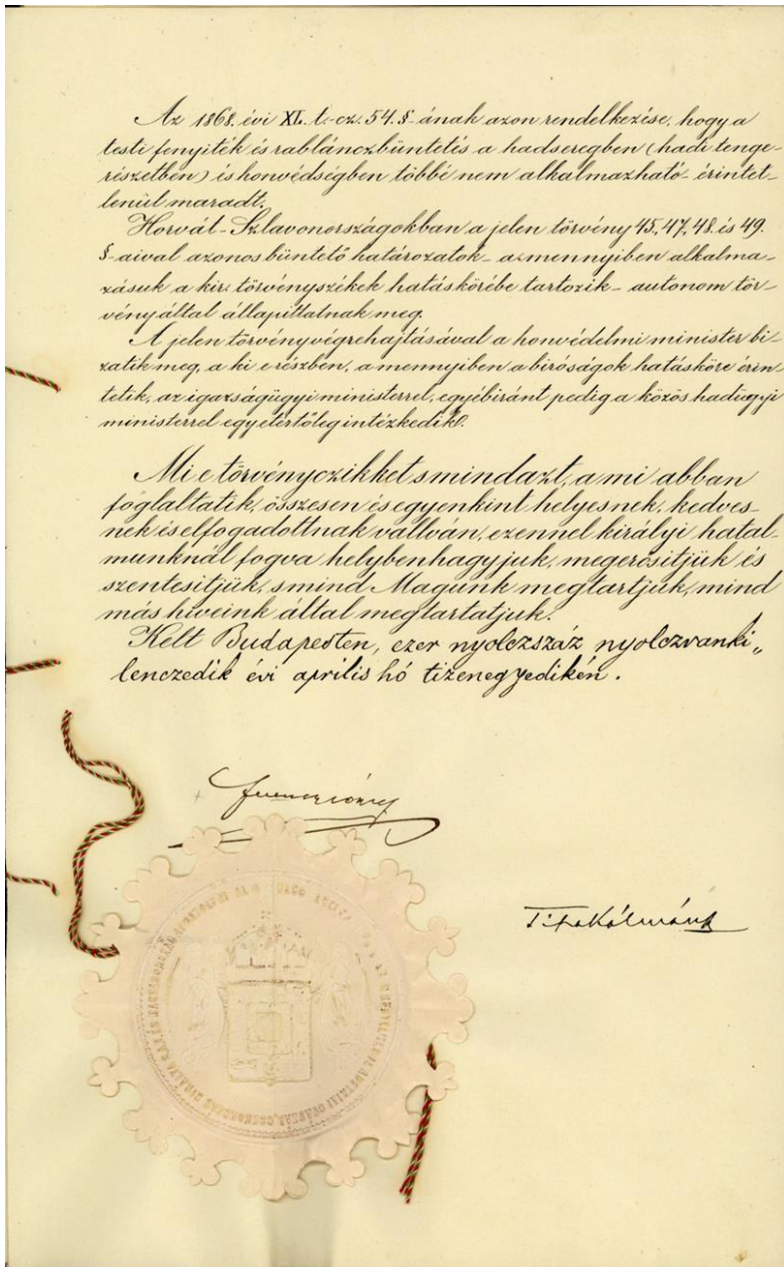 Az 1868. évi XL. t.-cz. 54. §-ának azon rendelkezése, hogy a
testi fenyiték és rablánczbüntetés a hadseregben (hadi tenge-
részetben) és honvédségben többé nem alkalmazható - érintet-
lenül maradt.
Horvát-Szlavonországokban a jelen törvény 45, 47, 48 és 49.
§-aival azonos büntető határozatok - a mennyiben alkalma-
zásuk a kir. törvényszékek hatáskörébe tartozik - autonom tör-
vény által állapittatnak meg.
A jelen törvény végrehajtásával a honvédelmi minister bi-
zatik meg, a ki e részben, a mennyiben a biróságok hatásköre érin-
tetik, az igazságügyi ministerrel, egyébiránt pedig a közös hadügyi
ministerrel egyetértőleg intézkedik.
Mi e törvényczikket s mindazt, a mi abban
foglaltatik, összesen és egyenkint helyesnek, kedves-
nek és elfogadottnak vallván, ezennel királyi hatal-
munknál fogva helybenhagyjuk, megerősitjük és
szentesitjük, s mind Magunk megtartjuk, mind
más hiveink által megtartatjuk.
Kelt Budapesten, ezer nyolczszáz nyolczvanki„
lenczedik évi április hó tizenegyedikén.
Ferencz József
Tisza Kálmán